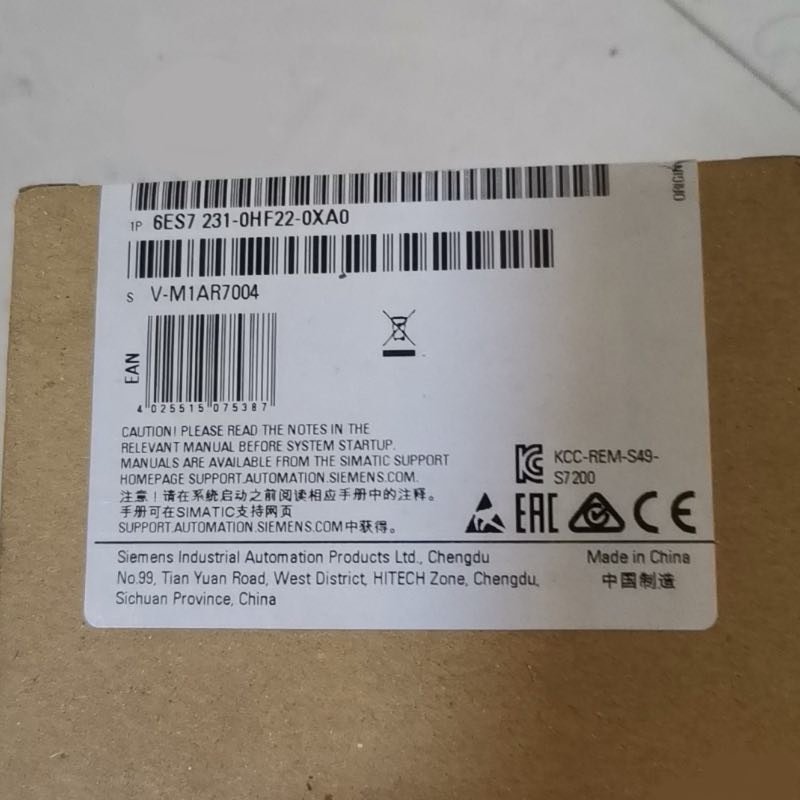 ORIGIN
1P 6ES7 231-0HF22-0XA0
S V-M1AR7004
EAN
4 025515 075387
CAUTION! PLEASE READ THE NOTES IN THE
RELEVANT MANUAL BEFORE SYSTEM STARTUP.
MANUALS ARE AVAILABLE FROM THE SIMATIC SUPPORT
HOMEPAGE SUPPORT.AUTOMATION.SIEMENS.COM.
注意！请在系统启动之前阅读相应手册中的注释。
手册可在SIMATIC支持网页
SUPPORT.AUTOMATION.SIEMENS.COM中获得。
KCC-REM-S49-
S7200
EAC CE
Siemens Industrial Automation Products Ltd., Chengdu
No.99, Tian Yuan Road, West District, HITECH Zone, Chengdu,
Sichuan Province, China
Made in China
中国制造